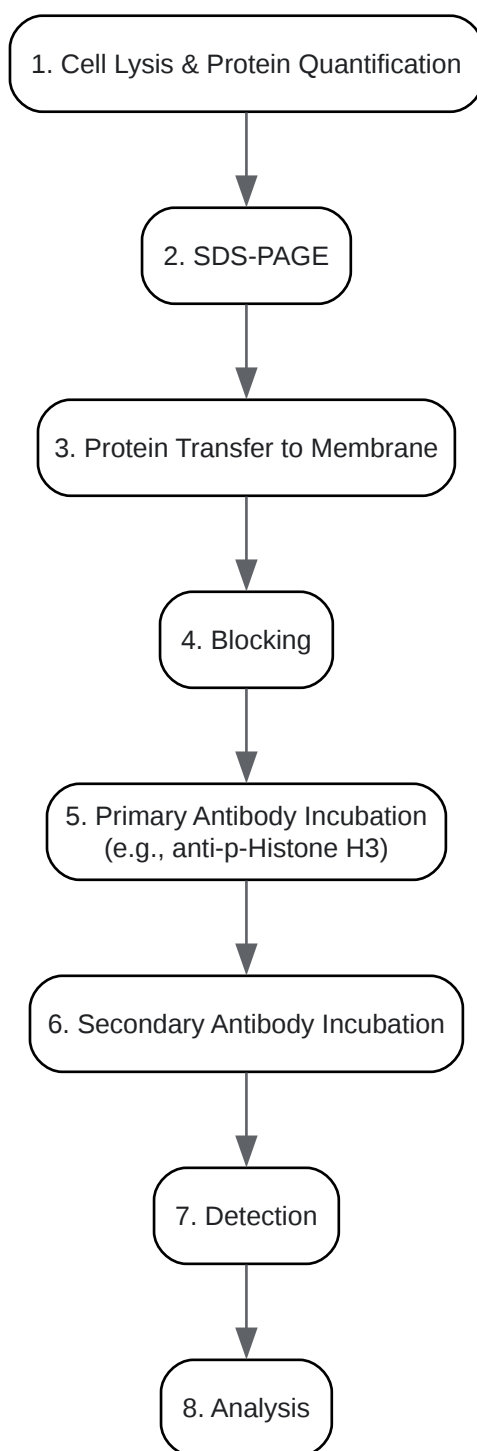 1. Cell Lysis & Protein Quantification
2. SDS-PAGE
3. Protein Transfer to Membrane
4. Blocking
5. Primary Antibody Incubation
(e.g., anti-p-Histone H3)
6. Secondary Antibody Incubation
7. Detection
8. Analysis